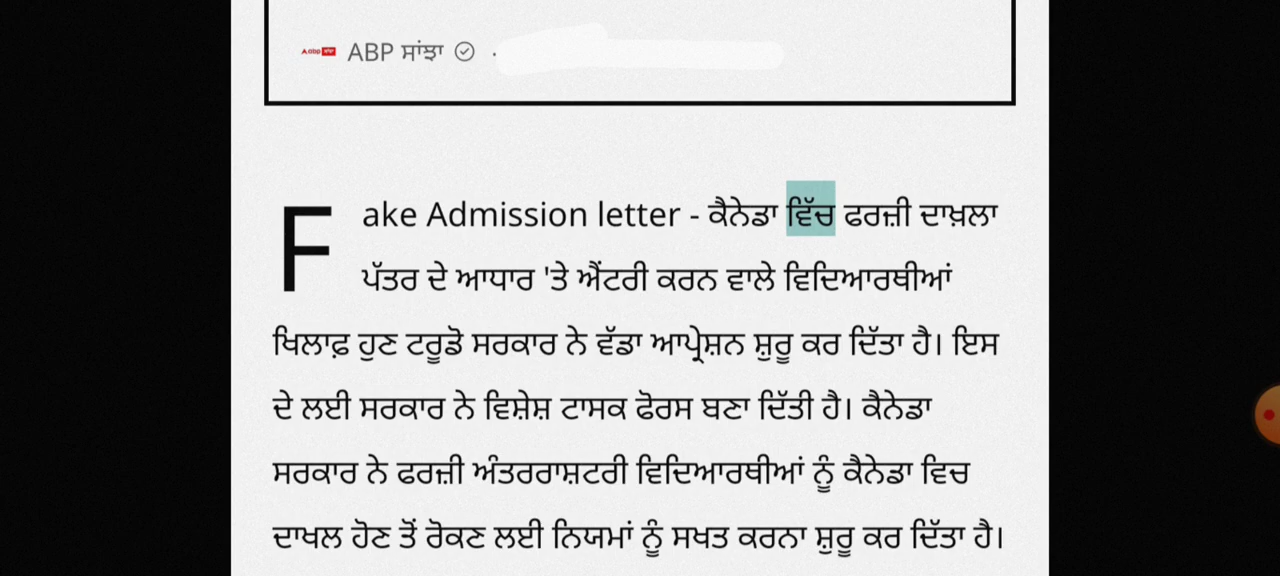 ABP ਸਾਂਝਾ
Fake Admission letter - ਕੈਨੇਡਾ ਵਿੱਚ ਫਰਜ਼ੀ ਦਾਖ਼ਲਾ
ਪੱਤਰ ਦੇ ਆਧਾਰ 'ਤੇ ਐਂਟਰੀ ਕਰਨ ਵਾਲੇ ਵਿਦਿਆਰਥੀਆਂ
ਖਿਲਾਫ਼ ਹੁਣ ਟਰੂਡੋ ਸਰਕਾਰ ਨੇ ਵੱਡਾ ਆਪ੍ਰੇਸ਼ਨ ਸ਼ੁਰੂ ਕਰ ਦਿੱਤਾ ਹੈ। ਇਸ
ਦੇ ਲਈ ਸਰਕਾਰ ਨੇ ਵਿਸ਼ੇਸ਼ ਟਾਸਕ ਫੋਰਸ ਬਣਾ ਦਿੱਤੀ ਹੈ। ਕੈਨੇਡਾ
ਸਰਕਾਰ ਨੇ ਫਰਜ਼ੀ ਅੰਤਰਰਾਸ਼ਟਰੀ ਵਿਦਿਆਰਥੀਆਂ ਨੂੰ ਕੈਨੇਡਾ ਵਿਚ
ਦਾਖਲ ਹੋਣ ਤੋਂ ਰੋਕਣ ਲਈ ਨਿਯਮਾਂ ਨੂੰ ਸਖਤ ਕਰਨਾ ਸ਼ੁਰੂ ਕਰ ਦਿੱਤਾ ਹੈ।